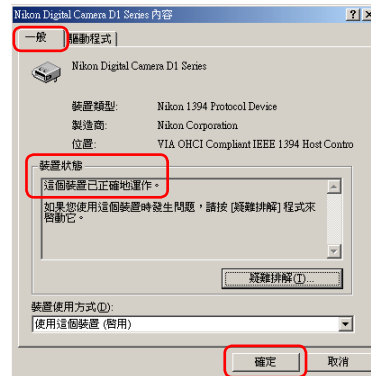 Nikon Digital Camera D1 Series 內容
一般
驅動程式
Nikon Digital Camera D1 Series
裝置類型: Nikon 1394 Protocol Device
製造商: Nikon Corporation
位置: VIA OHCI Compliant IEEE 1394 Host Contro
裝置狀態
這個裝置已正確地運作。
如果您使用這個裝置時發生問題，請按 [疑難排解] 程式來
啟動它。
疑難排解(I)...
裝置使用方式(D):
使用這個裝置 (啟用)
確定
取消